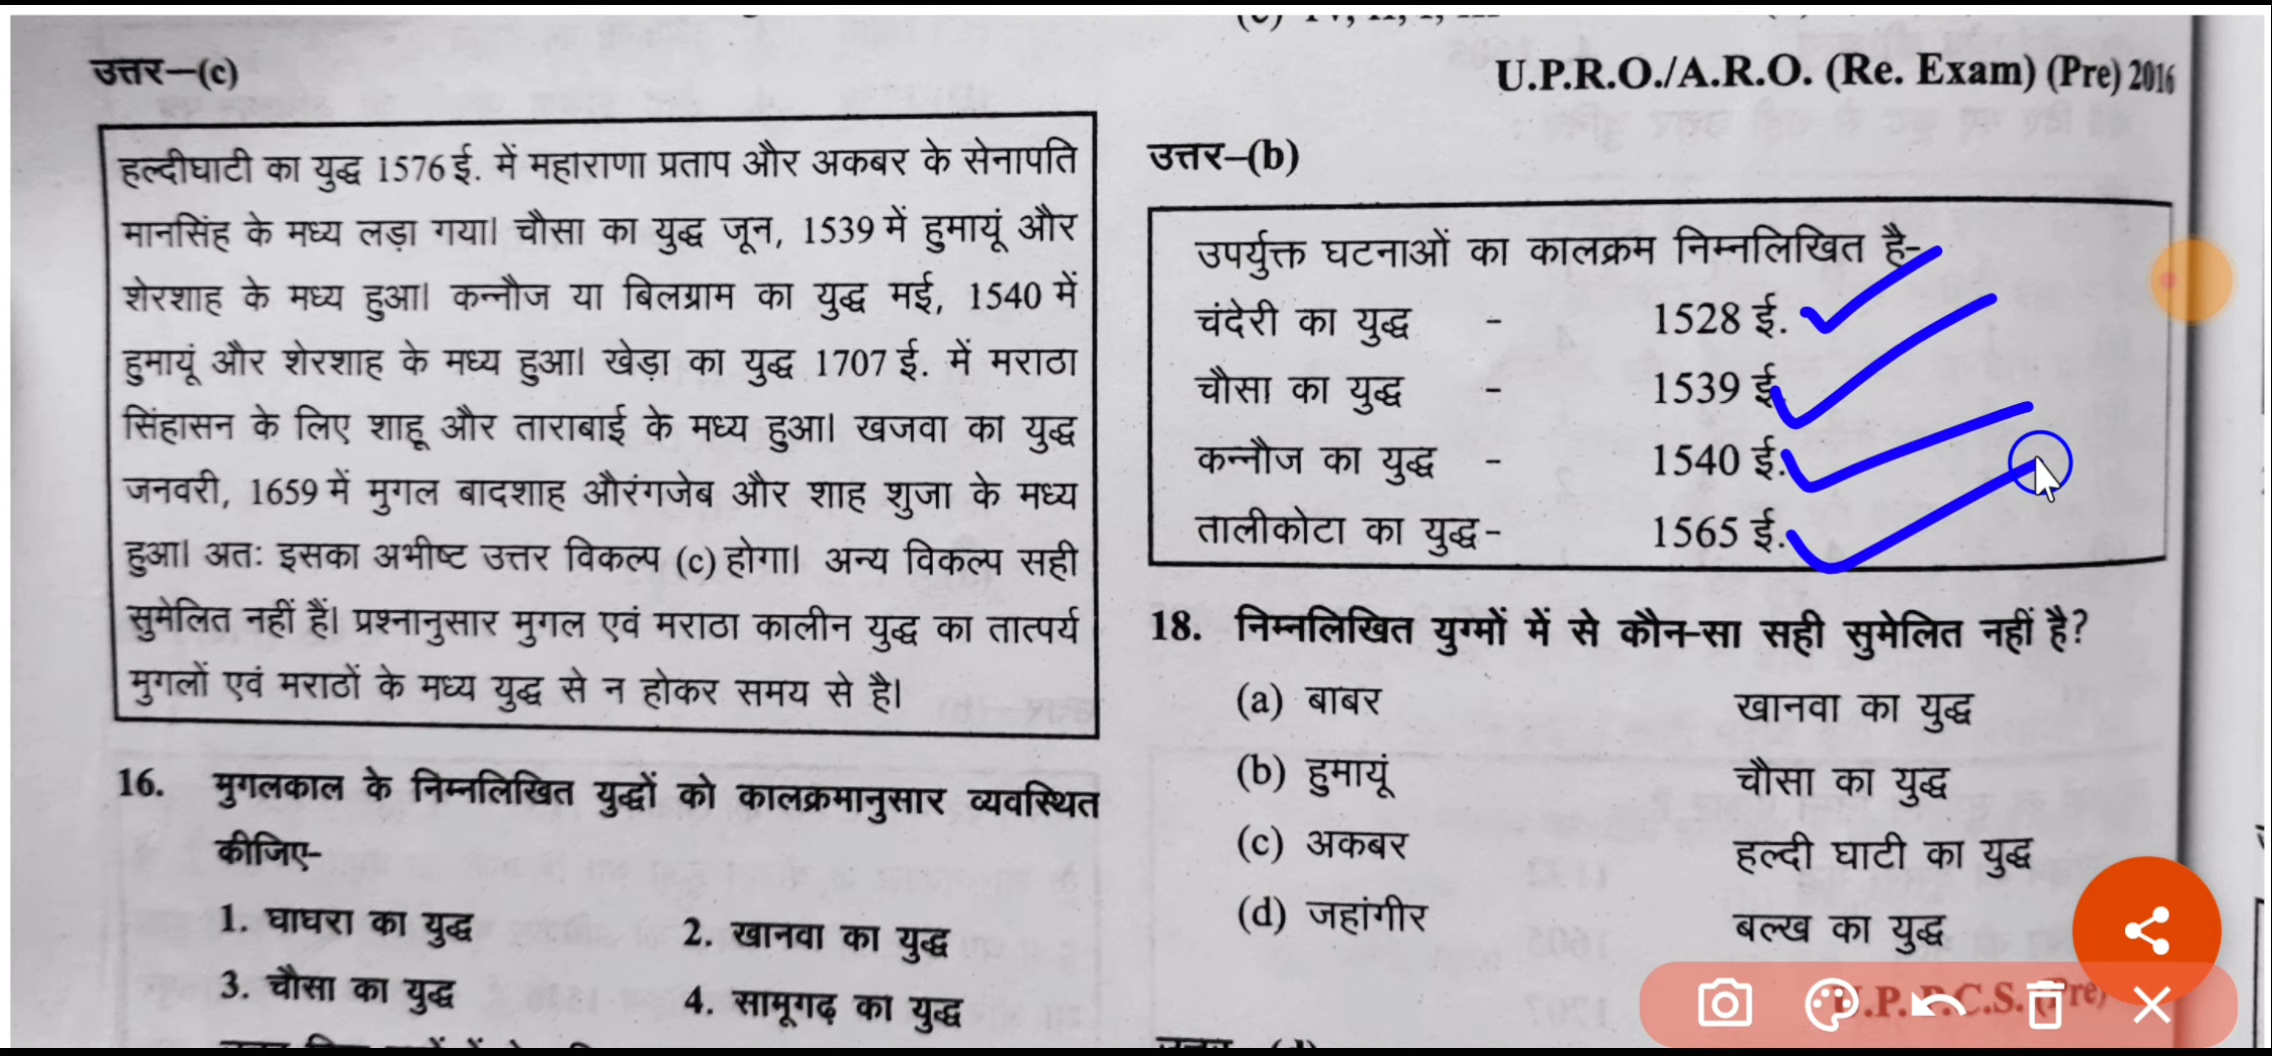 उत्तर–(c)
हल्दीघाटी का युद्ध 1576 ई. में महाराणा प्रताप और अकबर के सेनापति
मानसिंह के मध्य लड़ा गया। चौसा का युद्ध जून, 1539 में हुमायूं और
शेरशाह के मध्य हुआ। कन्नौज या बिलग्राम का युद्ध मई, 1540 में
हुमायूं और शेरशाह के मध्य हुआ। खेड़ा का युद्ध 1707 ई. में मराठा
सिंहासन के लिए शाहू और ताराबाई के मध्य हुआ। खजवा का युद्ध
जनवरी, 1659 में मुगल बादशाह औरंगजेब और शाह शुजा के मध्य
हुआ। अतः इसका अभीष्ट उत्तर विकल्प (c) होगा। अन्य विकल्प सही
सुमेलित नहीं हैं। प्रश्नानुसार मुगल एवं मराठा कालीन युद्ध का तात्पर्य
मुगलों एवं मराठों के मध्य युद्ध से न होकर समय से है।
16. मुगलकाल के निम्नलिखित युद्धों को कालक्रमानुसार व्यवस्थित
कीजिए-
1. घाघरा का युद्ध 2. खानवा का युद्ध
3. चौसा का युद्ध 4. सामूगढ़ का युद्ध
U.P.R.O./A.R.O. (Re. Exam) (Pre) 2016
उत्तर–(b)
उपर्युक्त घटनाओं का कालक्रम निम्नलिखित है-
चंदेरी का युद्ध - 1528 ई.
चौसा का युद्ध - 1539 ई.
कन्नौज का युद्ध - 1540 ई.
तालीकोटा का युद्ध- 1565 ई.
18. निम्नलिखित युग्मों में से कौन-सा सही सुमेलित नहीं है?
(a) बाबर खानवा का युद्ध
(b) हुमायूं चौसा का युद्ध
(c) अकबर हल्दी घाटी का युद्ध
(d) जहांगीर बल्ख का युद्ध
U.P.P.C.S. (Pre)